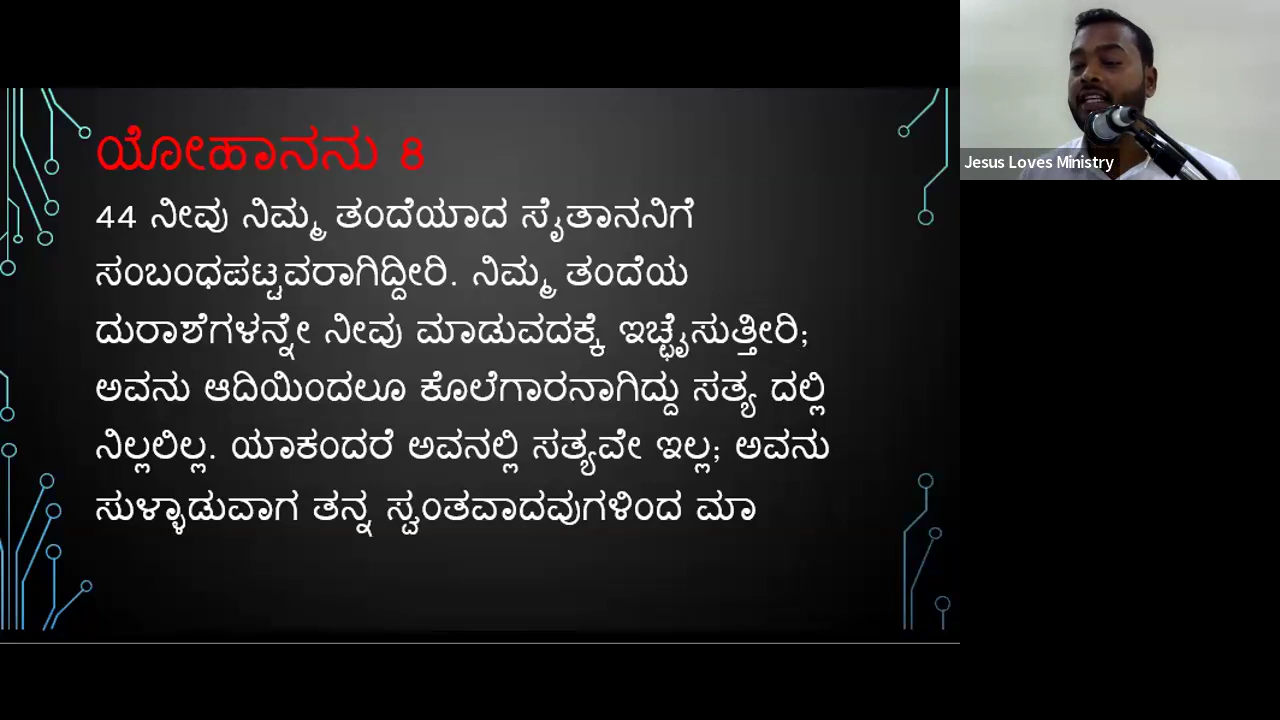 ಯೋಹಾನನು 8
44 ನೀವು ನಿಮ್ಮ ತಂದೆಯಾದ ಸೈತಾನನಿಗೆ
ಸಂಬಂಧಪಟ್ಟವರಾಗಿದ್ದೀರಿ. ನಿಮ್ಮ ತಂದೆಯ
ದುರಾಶೆಗಳನ್ನೇ ನೀವು ಮಾಡುವದಕ್ಕೆ ಇಚ್ಛೈಸುತ್ತೀರಿ;
ಅವನು ಆದಿಯಿಂದಲೂ ಕೊಲೆಗಾರನಾಗಿದ್ದು ಸತ್ಯ ದಲ್ಲಿ
ನಿಲ್ಲಲಿಲ್ಲ. ಯಾಕಂದರೆ ಅವನಲ್ಲಿ ಸತ್ಯವೇ ಇಲ್ಲ; ಅವನು
ಸುಳ್ಳಾಡುವಾಗ ತನ್ನ ಸ್ವಂತವಾದವುಗಳಿಂದ ಮಾ
Jesus Loves Ministry